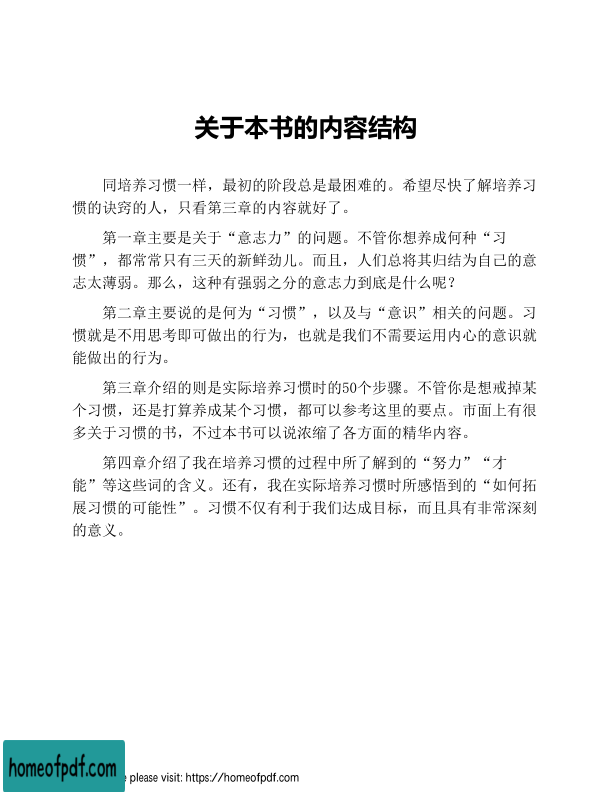 关于本书的内容结构
同培养习惯一样，最初的阶段总是最困难的。希望尽快了解培养习
惯的诀窍的人，只看第三章的内容就好了。
第一章主要是关于“意志力”的问题。不管你想养成何种“习
惯”，都常常只有三天的新鲜劲儿。而且，人们总将其归结为自己的意
志太薄弱。那么，这种有强弱之分的意志力到底是什么呢？
第二章主要说的是何为“习惯”，以及与“意识”相关的问题。习
惯就是不用思考即可做出的行为，也就是我们不需要运用内心的意识就
能做出的行为。
第三章介绍的则是实际培养习惯时的50个步骤。不管你是想戒掉某
个习惯，还是打算养成某个习惯，都可以参考这里的要点。市面上有很
多关于习惯的书，不过本书可以说浓缩了各方面的精华内容。
第四章介绍了我在培养习惯的过程中所了解到的“努力”“才
能”等这些词的含义。还有，我在实际培养习惯时所感悟到的“如何拓
展习惯的可能性”。习惯不仅有利于我们达成目标，而且具有非常深刻
的意义。
homeofpdf.com
please visit: https://homeofpdf.com